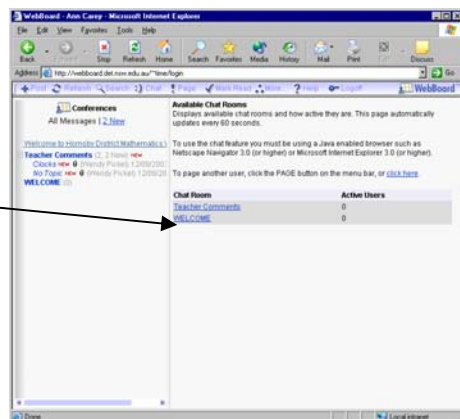 WebBoard - Ann Carey - Microsoft Internet Explorer
File Edit View Favorites Tools Help
Back Stop Refresh Home Search Favorites Media History Mail Print Edit Discuss
Address http://webboard.det.nsw.edu.au/~time/login Go
Post Refresh Search Chat Page Mark Read More... Help Logoff WebBoard
Conferences
All Messages | 2 New
Welcome to Hornsby District Mathematics
Teacher Comments (2, 2 New)
Clocks 0 (Wendy Picket)
No Topic 0 (Wendy Picket)
WELCOME (0)
Available Chat Rooms
Displays available chat rooms and how active they are. This page automatically
updates every 60 seconds.
To use the chat feature you must be using a Java enabled browser such as
Netscape Navigator 3.0 (or higher) or Microsoft Internet Explorer 3.0 (or higher).
To page another user, click the PAGE button on the menu bar, or click here.
Chat Room Active Users
Teacher Comments 0
WELCOME 0
Done Local intranet